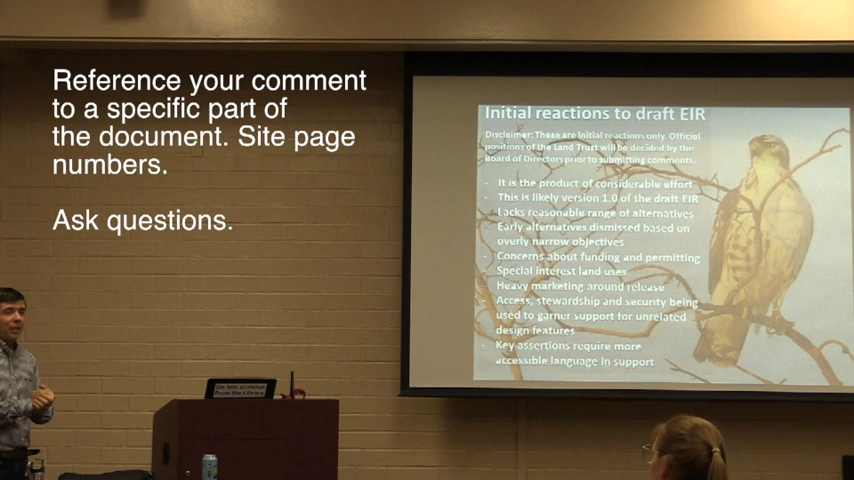 Reference your comment
to a specific part of
the document. Site page
numbers.
Ask questions.
Initial reactions to draft EIR
Disclaimer: These are initial reactions only. Official
positions of the Land Trust will be decided by the
Board of Directors prior to submitting comments.
- It is the product of considerable effort
- This is likely version 1.0 of the draft EIR
- Lacks reasonable range of alternatives
- Early alternatives dismissed based on
overly narrow objectives
- Concerns about funding and permitting
- Special interest land uses
- Heavy marketing around release
- Access, stewardship and security being
used to garner support for unrelated
design features
- Key assertions require more
accessible language in support
From the Library